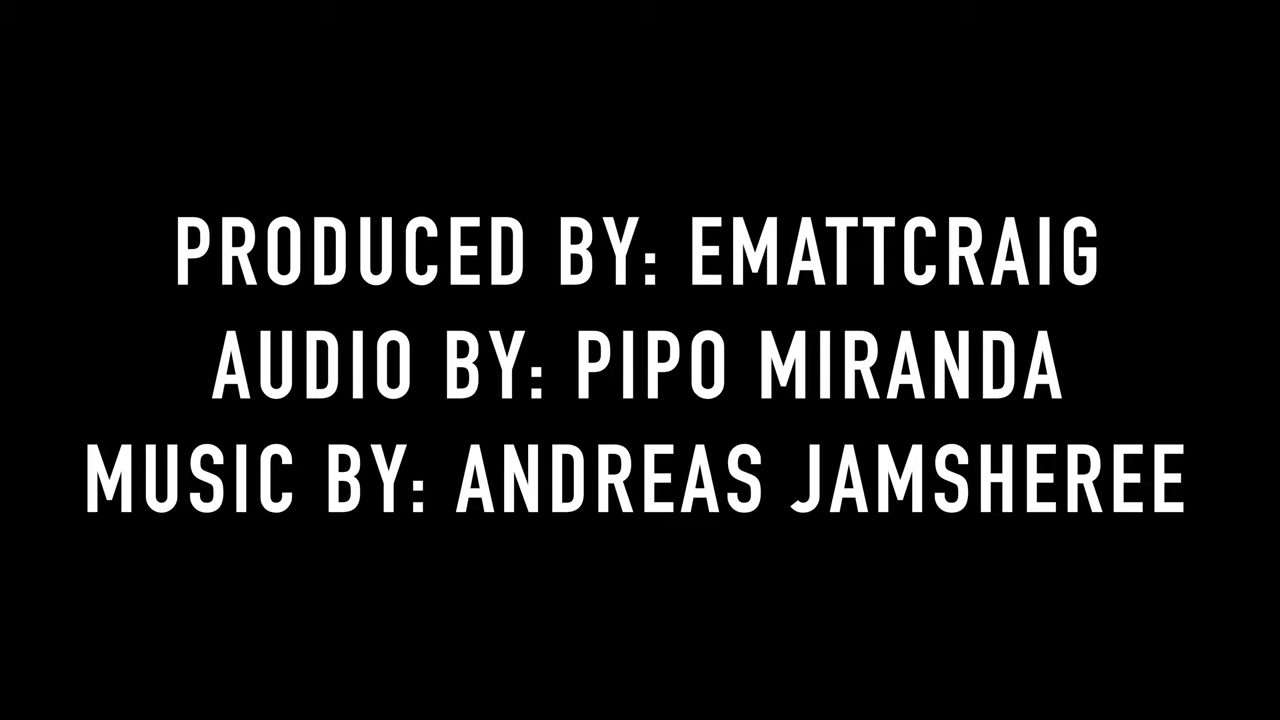 PRODUCED BY: EMATTCRAIG
AUDIO BY: PIPO MIRANDA
MUSIC BY: ANDREAS JAMSHEREE